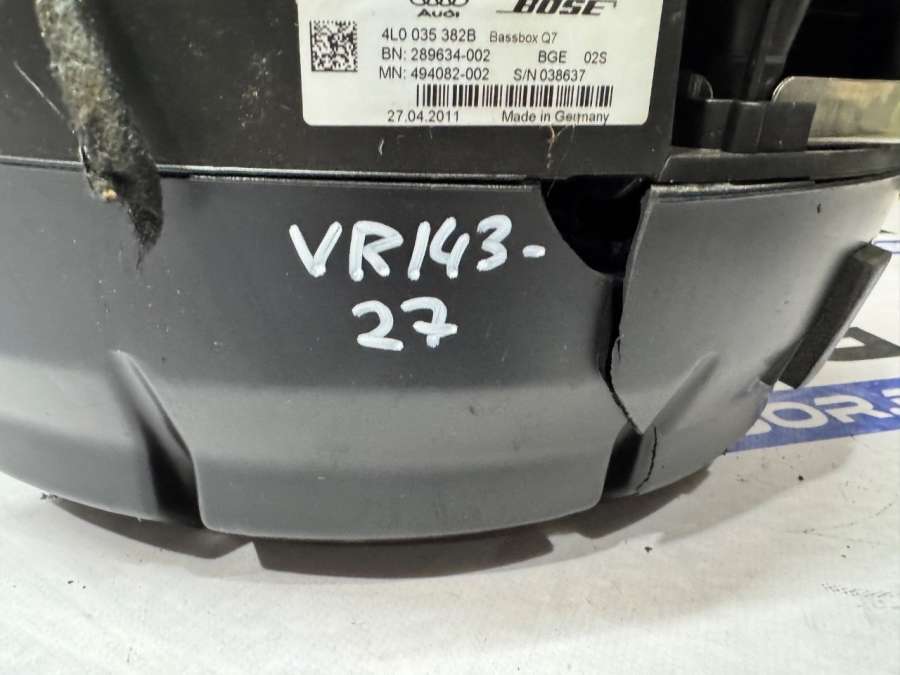 Audi BOSE
4L0 035 382B Bassbox Q7
BN: 289634-002 BGE 02S
MN: 494082-002 S/N 038637
27.04.2011 Made in Germany
VR143-
27